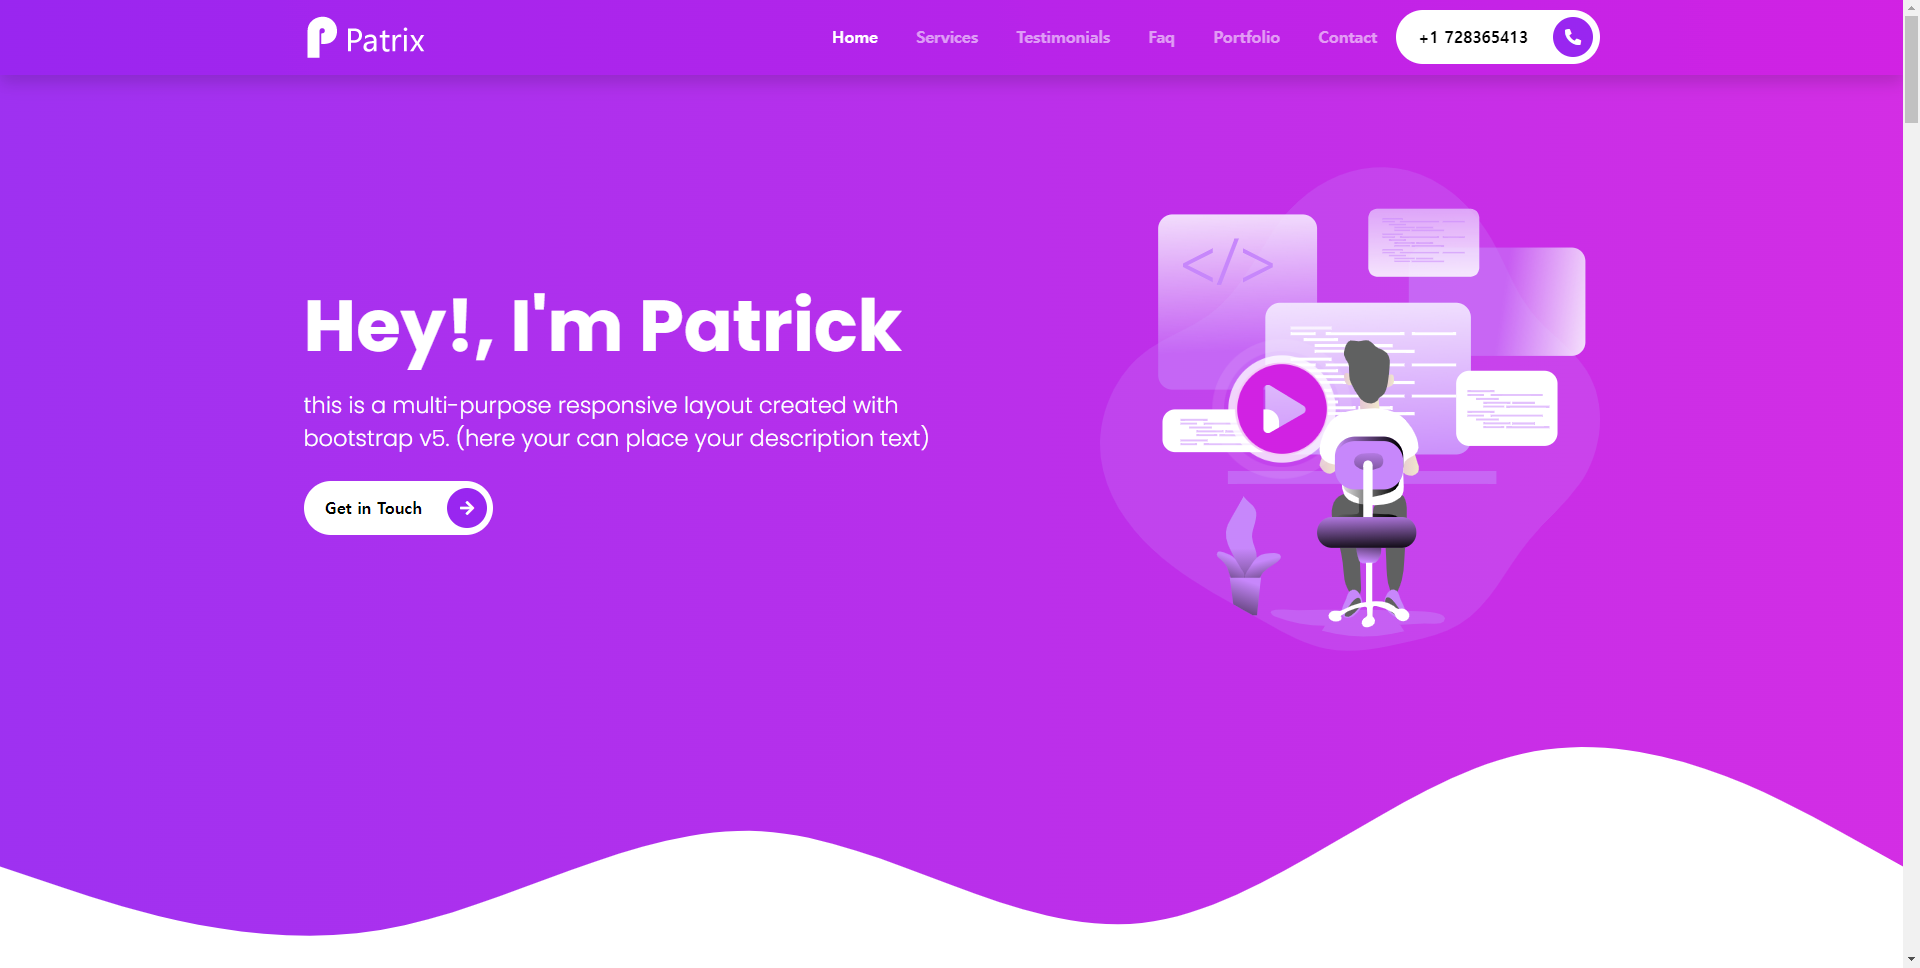 Patrix
Home Services Testimonials Faq Portfolio Contact +1 728365413
</>
Hey!, I'm Patrick
this is a multi-purpose responsive layout created with
bootstrap v5. (here your can place your description text)
Get in Touch